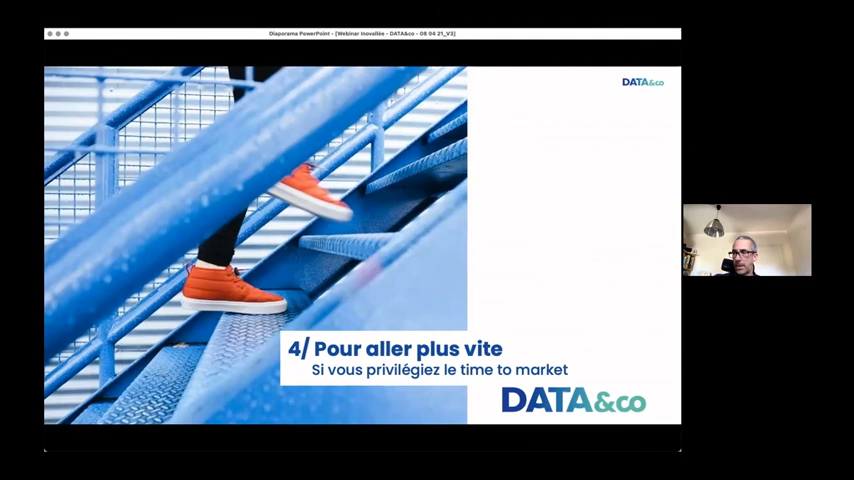 Diaporama PowerPoint - [Webinar Inovallée - DATA&co - 08 04 21_V3]
DATA&co
4/ Pour aller plus vite
Si vous privilégiez le time to market
DATA&co